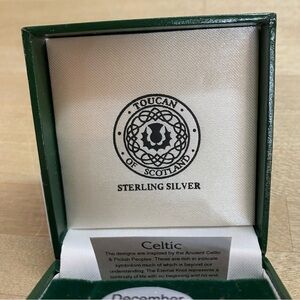 TOUCAN
OF SCOTLAND
STERLING SILVER
Celtic
The designs are inspired by the Ancient Celtic
& Pictish Peoples. These are rich in intricate
symbolism much of which is beyond our
understanding. The Eternal Knot represents a
continuity of life with no beginning and no end.
December